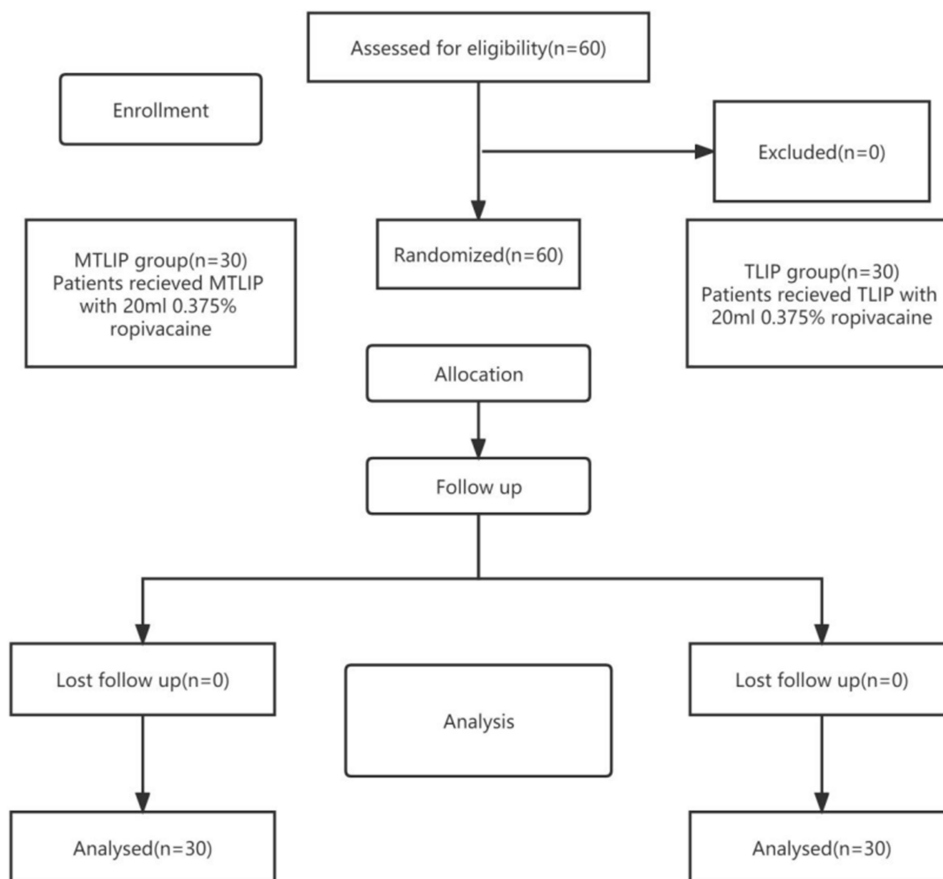 Assessed for eligibility(n=60)
Enrollment
Excluded(n=0)
MTLIP group(n=30)
Patients recieved MTLIP
with 20ml 0.375%
ropivacaine
Randomized(n=60)
TLIP group(n=30)
Patients recieved TLIP with
20ml 0.375% ropivacaine
Allocation
Follow up
Lost follow up(n=0)
Analysis
Lost follow up(n=0)
Analysed(n=30)
Analysed(n=30)